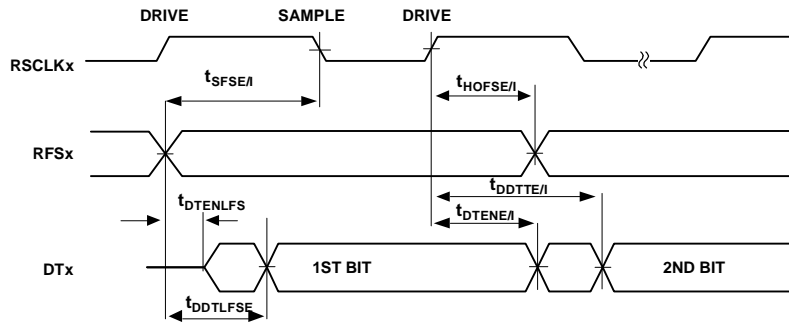 DRIVE SAMPLE DRIVE
RSCLKx
tSFSE/I
tHOFSE/I
RFSx
tDDTTE/I
tDTENLFS
tDTENE/I
DTx
1ST BIT
2ND BIT
tDDTLFSE